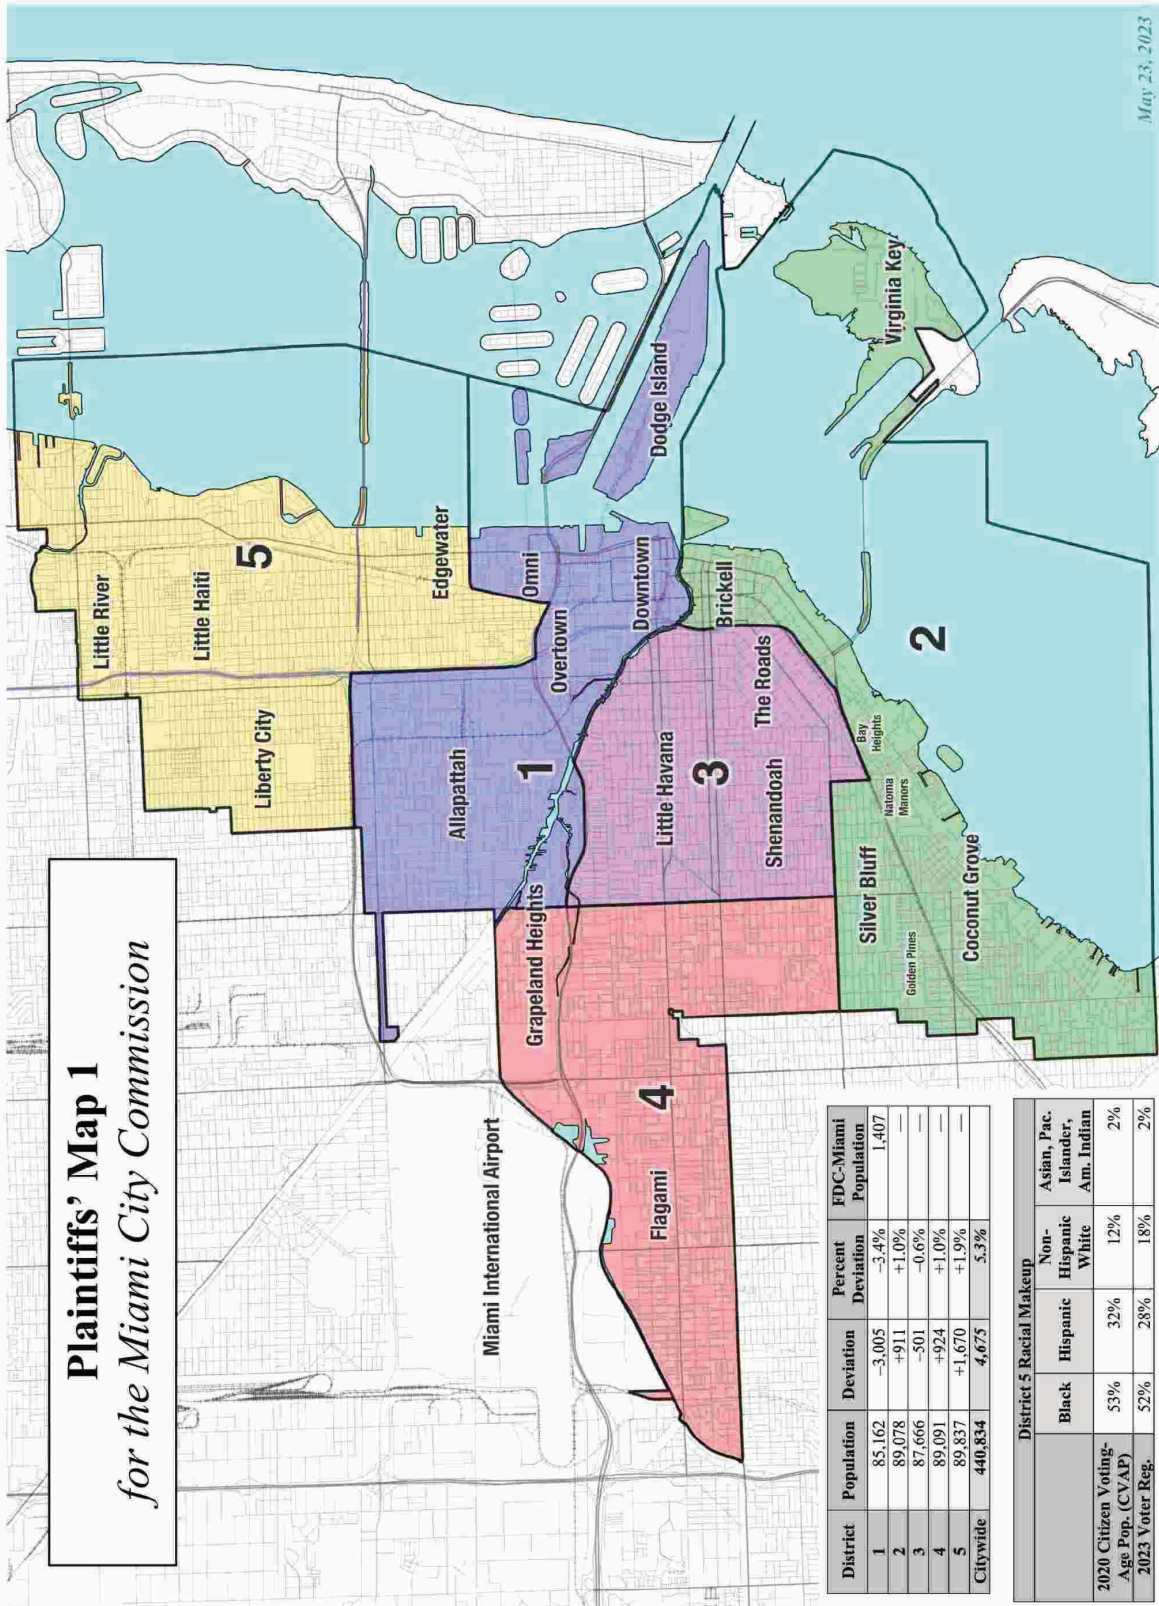 Plaintiffs’ Map 1
for the Miami City Commission
Little River
Little Haiti
5
Liberty City
Edgewater
Omni
Overtown
Downtown
Dodge Island
Allapattah
1
Grapeland Heights
Miami International Airport
Little Havana
3
The Roads
Shenandoah
Brickell
Virginia Key
2
Flagami
4
Bay
Heights
Natoma
Manors
Silver Bluff
Golden Pines
Coconut Grove
District Population Deviation Percent Deviation FDC-Miami Population
1 85,162 −3,005 −3.4% 1,407
2 89,078 +911 +1.0% —
3 87,666 −501 −0.6% —
4 89,091 +924 +1.0% —
5 89,837 +1,670 +1.9% —
Citywide 440,834 4,675 5.3%
District 5 Racial Makeup
Black Hispanic Non-Hispanic White Asian, Pac. Islander, Am. Indian
2020 Citizen Voting-
Age Pop. (CVAP) 53% 32% 12% 2%
2023 Voter Reg. 52% 28% 18% 2%
May 23, 2023